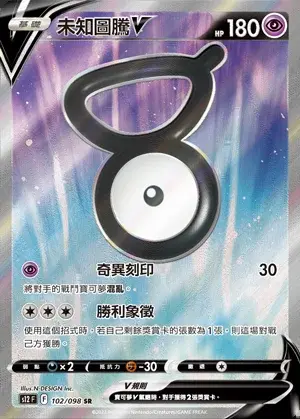 基礎 未知圖騰V HP 180
奇異刻印 30
將對手的戰鬥寶可夢混亂。
勝利象徵
使用這個招式時，若自己剩餘獎賞卡的張數為1張，則這場對戰
己方獲勝。
弱點 ×2 抵抗力 -30 撤退
Illus.N-DESIGN Inc.
V規則
寶可夢V氣絕時，對手獲得2張獎賞卡。
s12 F F 102/098 SR